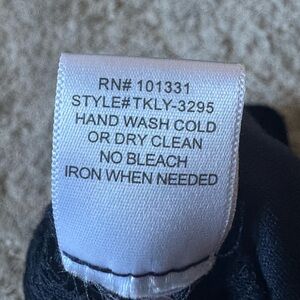 RN# 101331
STYLE#TKLY-3295
HAND WASH COLD
OR DRY CLEAN
NO BLEACH
IRON WHEN NEEDED